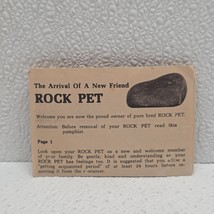 The Arrival Of A New Friend
ROCK PET
Welcome you are now the proud owner of pure bred ROCK PET.
Attention: Before removal of your ROCK PET read this
pamphlet.
Page 1
Look upon your ROCK PET as a new and welcome member
of your family. Be gentle, kind and understanding as your
ROCK PET has feelings too. It is suggested that you allow a
"getting acquainted period" of at least 24 hours before re-
moving it from the container